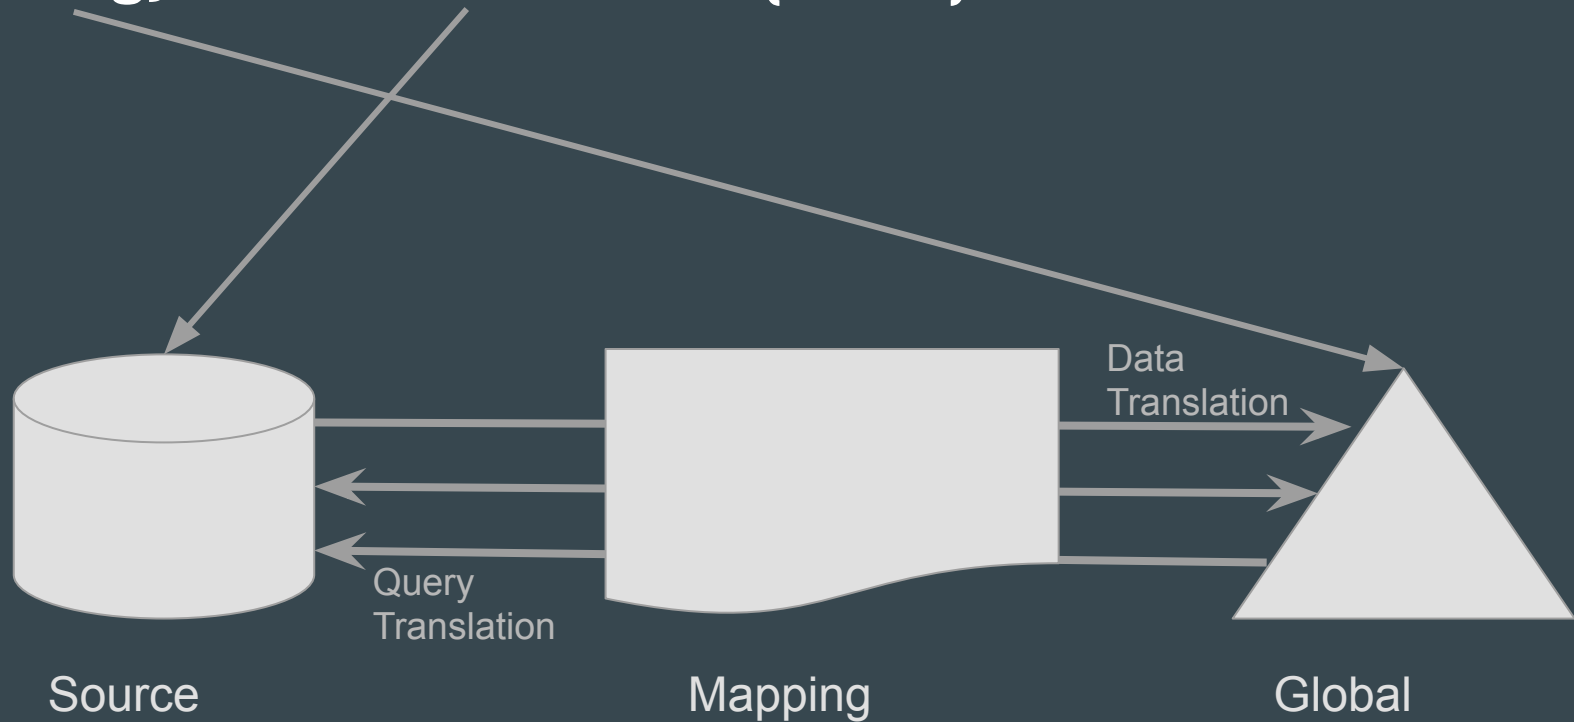 Data
Translation
Query
Translation
Source
Mapping
Global